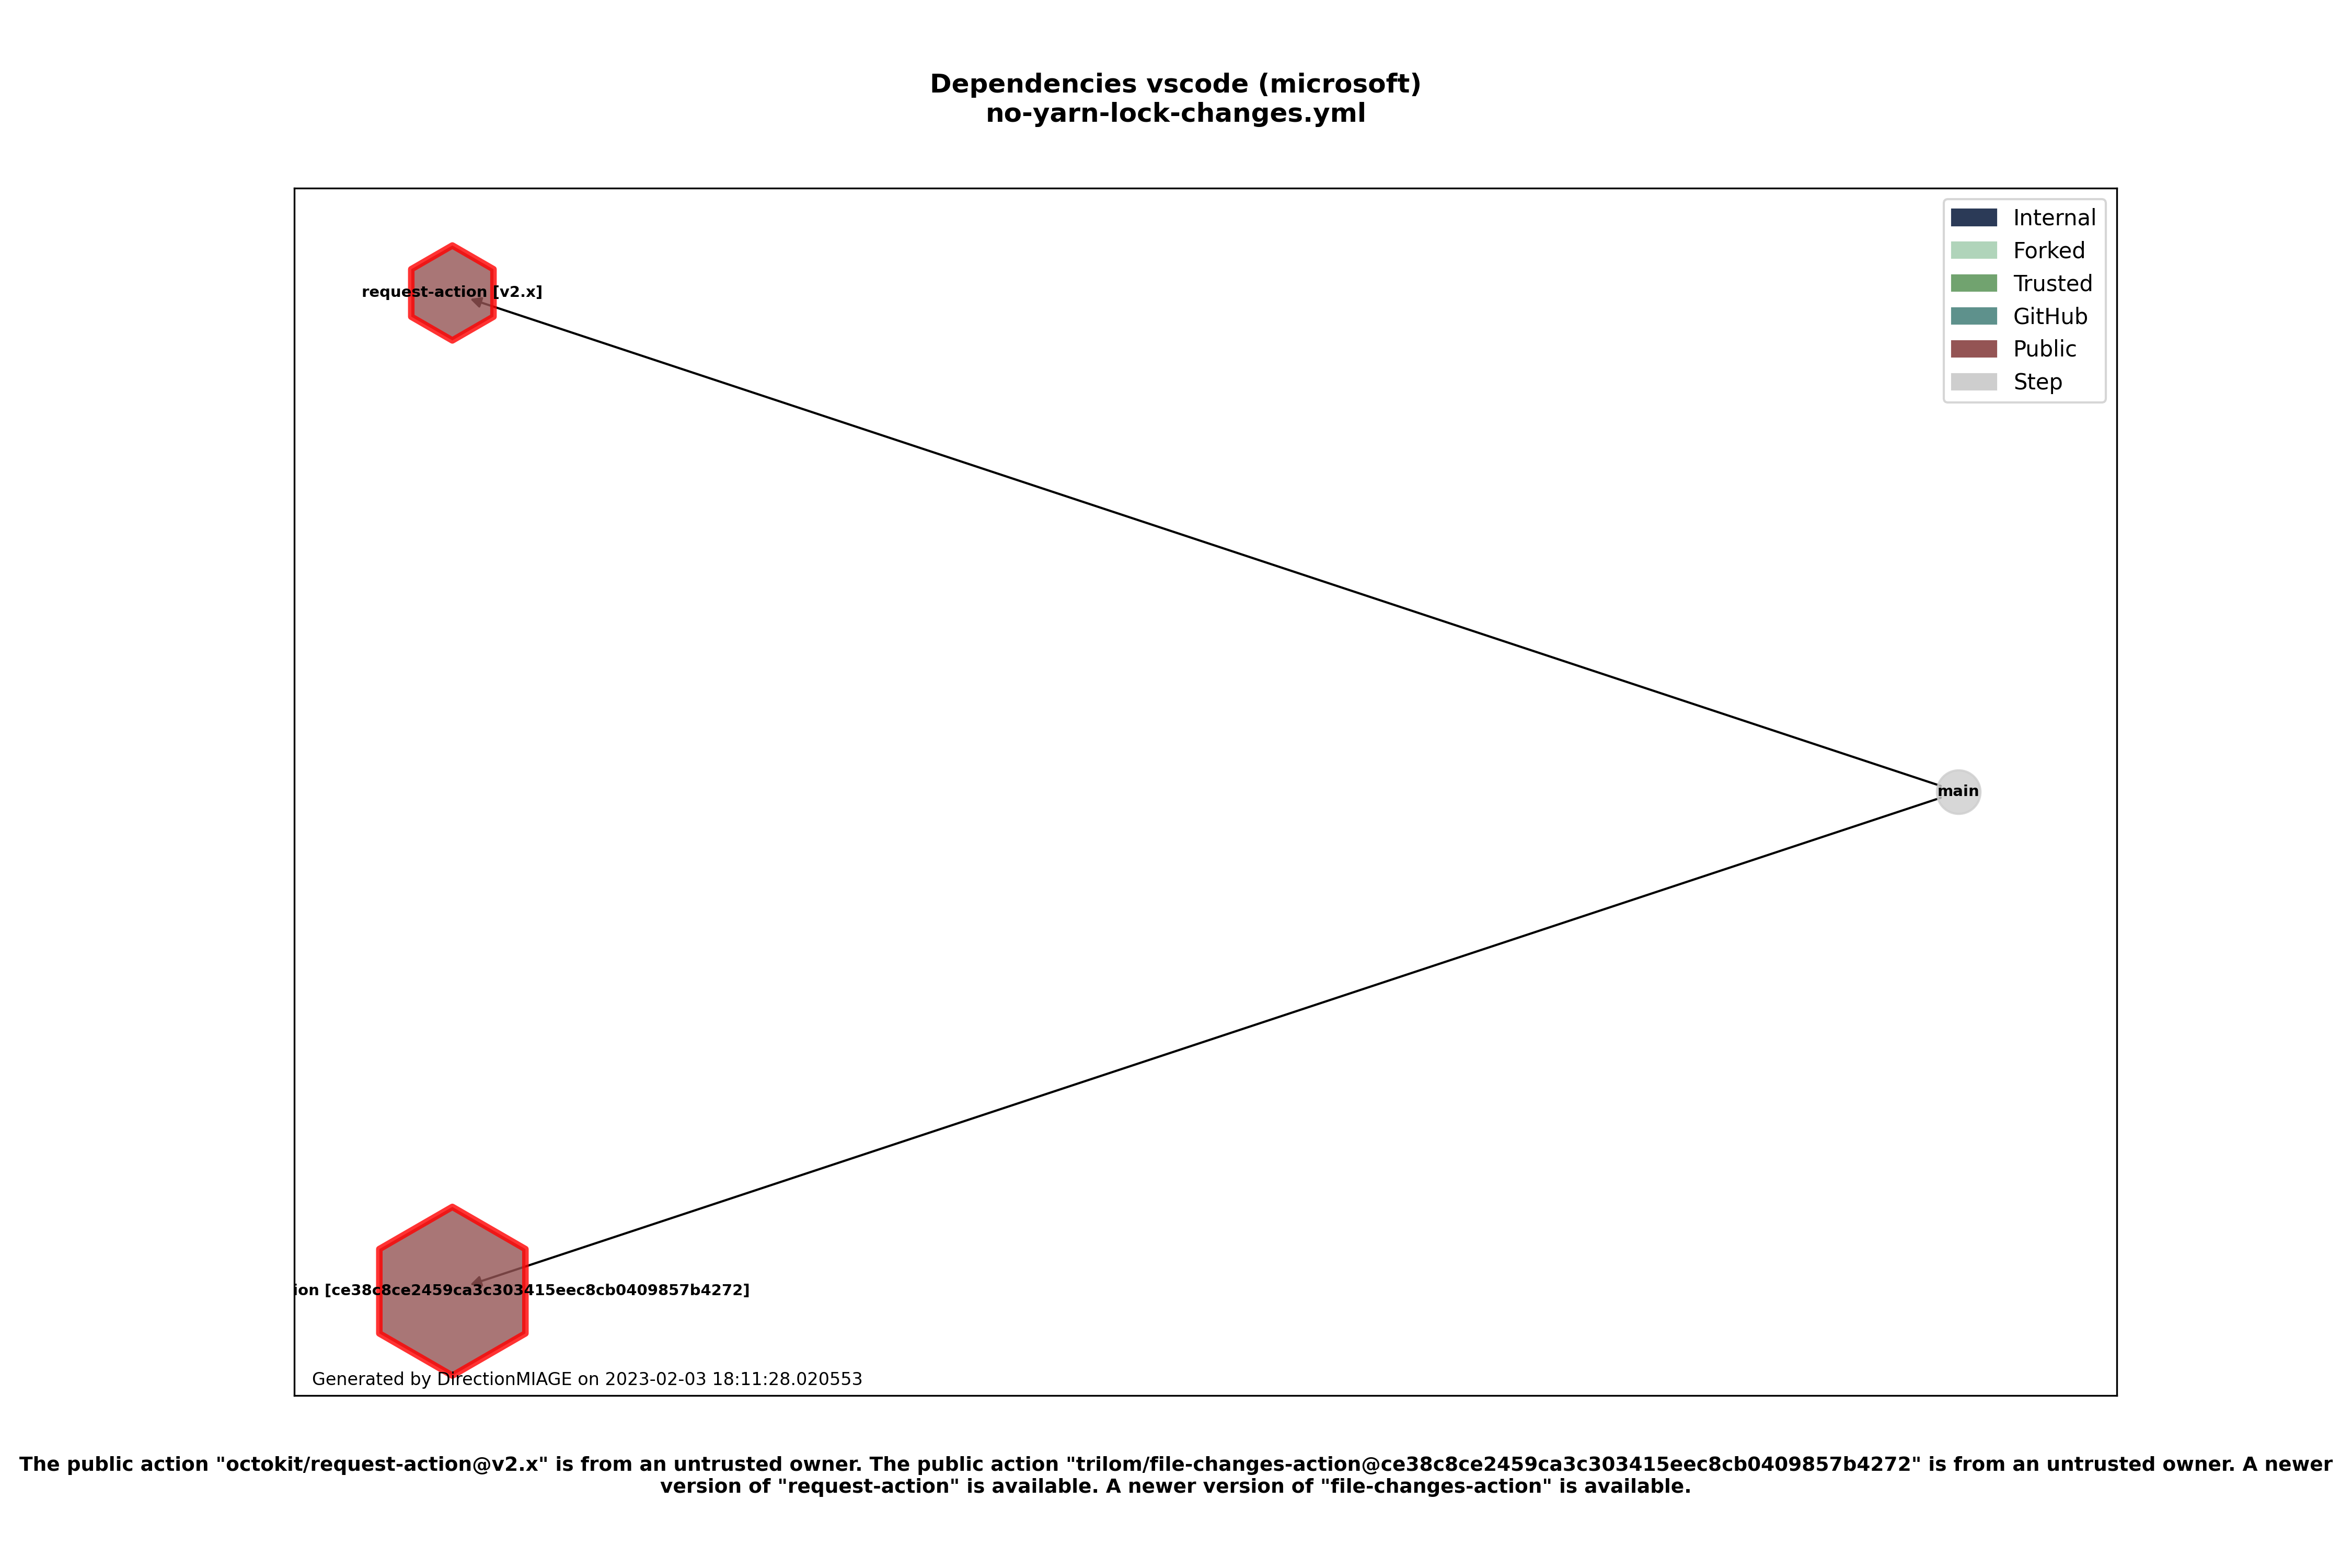 Dependencies vscode (microsoft)
no-yarn-lock-changes.yml
Internal
Forked
Trusted
GitHub
Public
Step
request-action [v2.x]
main
ion [ce38c8ce2459ca3c303415eec8cb0409857b4272]
Generated by DirectionMIAGE on 2023-02-03 18:11:28.020553
The public action "octokit/request-action@v2.x" is from an untrusted owner. The public action "trilom/file-changes-action@ce38c8ce2459ca3c303415eec8cb0409857b4272" is from an untrusted owner. A newer
version of "request-action" is available. A newer version of "file-changes-action" is available.